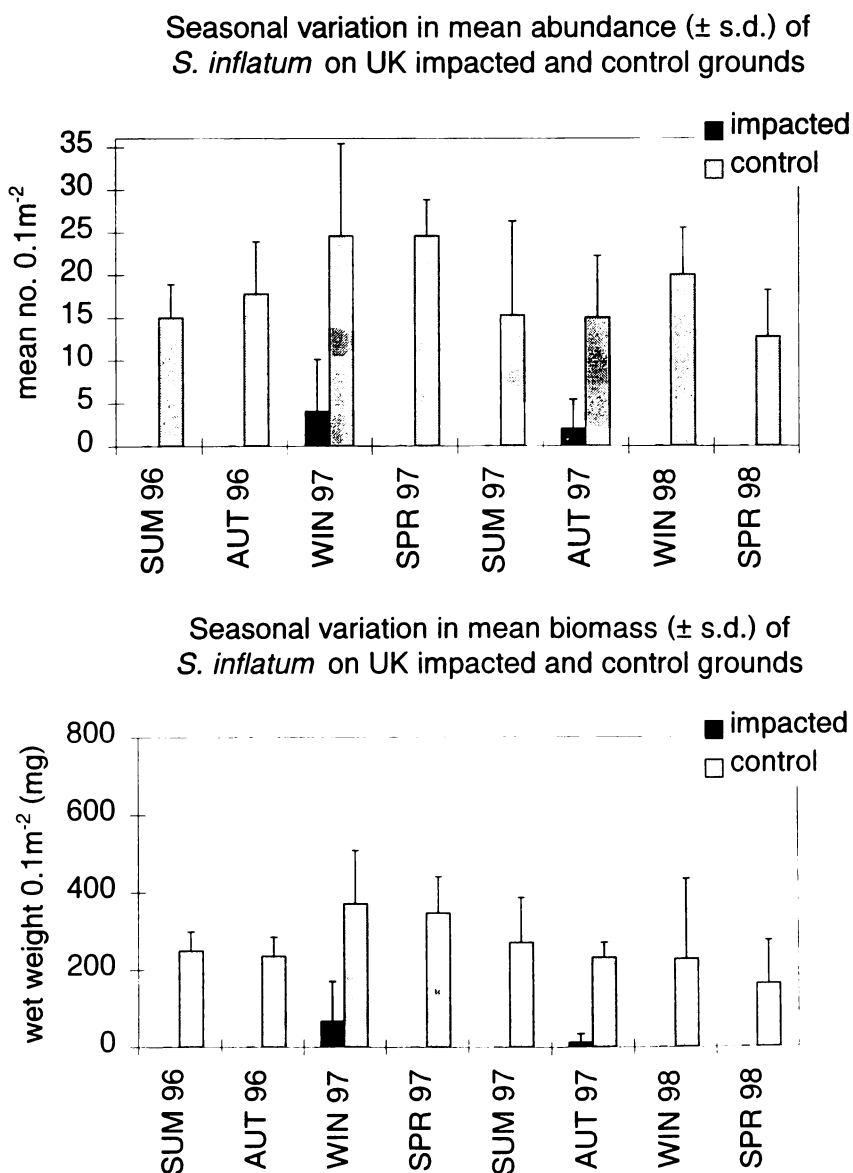 Seasonal variation in mean abundance (± s.d.) of
S. inflatum on UK impacted and control grounds
impacted
control
mean no. 0.1m⁻²
35
30
25
20
15
10
5
0
SUM 96
AUT 96
WIN 97
SPR 97
SUM 97
AUT 97
WIN 98
SPR 98
Seasonal variation in mean biomass (± s.d.) of
S. inflatum on UK impacted and control grounds
impacted
control
wet weight 0.1m⁻² (mg)
800
600
400
200
0
SUM 96
AUT 96
WIN 97
SPR 97
SUM 97
AUT 97
WIN 98
SPR 98